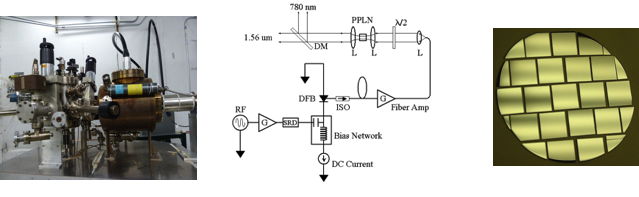 780 nm
PPLN
λ/2
1.56 um
DM
L
L
L
DFB
ISO
G
Fiber Amp
RF
G
SRD
Bias Network
DC Current